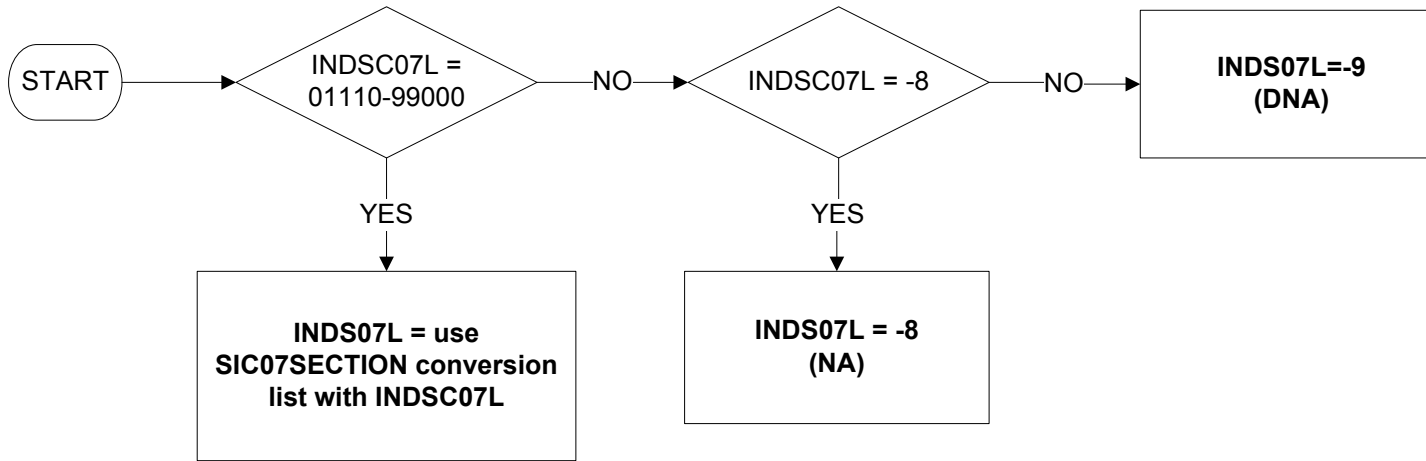 START
INDSC07L =
01110-99000
NO
INDSC07L = -8
NO
INDS07L=-9
(DNA)
YES
YES
INDS07L = use
SIC07SECTION conversion
list with INDSC07L
INDS07L = -8
(NA)